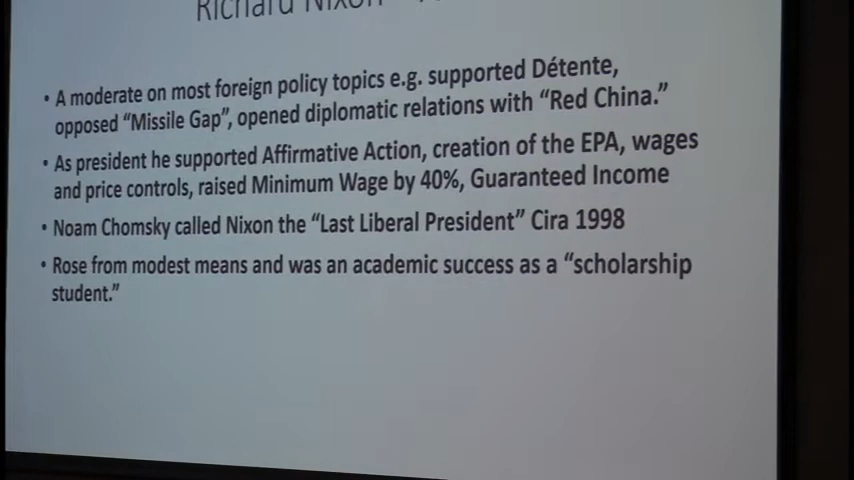 Richard Nixon
• A moderate on most foreign policy topics e.g. supported Détente,
opposed “Missile Gap”, opened diplomatic relations with “Red China.”
• As president he supported Affirmative Action, creation of the EPA, wages
and price controls, raised Minimum Wage by 40%, Guaranteed Income
• Noam Chomsky called Nixon the “Last Liberal President” Cira 1998
• Rose from modest means and was an academic success as a “scholarship
student.”